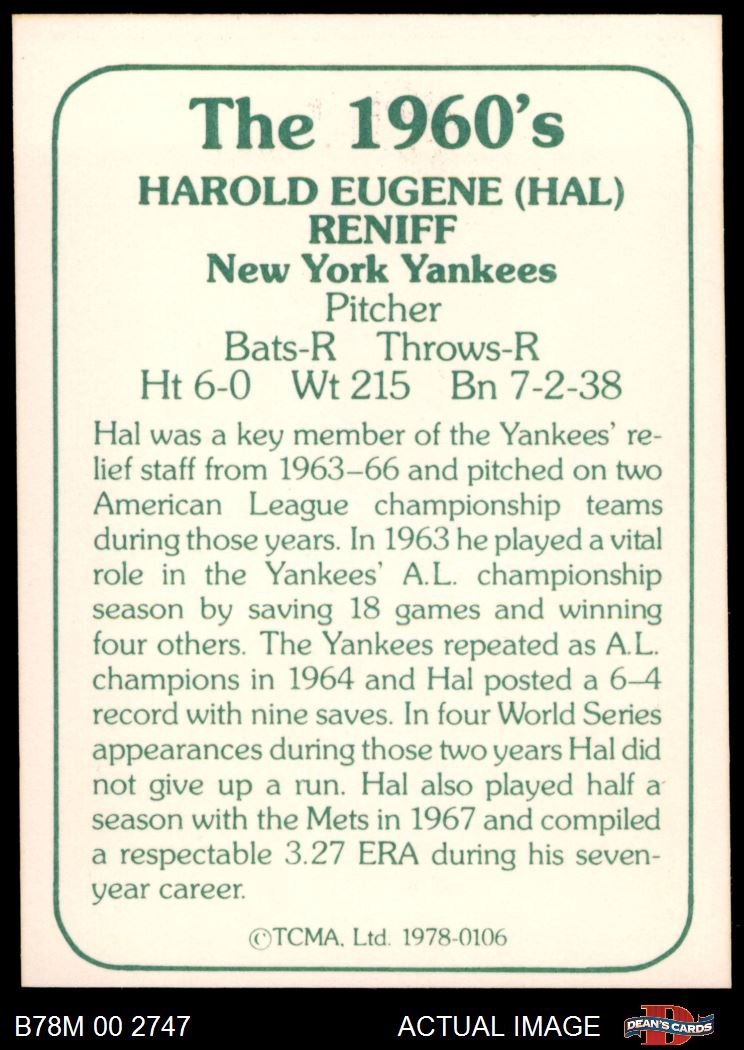 The 1960's
HAROLD EUGENE (HAL)
RENIFF
New York Yankees
Pitcher
Bats-R Throws-R
Ht 6-0 Wt 215 Bn 7-2-38
Hal was a key member of the Yankees' re-
lief staff from 1963–66 and pitched on two
American League championship teams
during those years. In 1963 he played a vital
role in the Yankees' A.L. championship
season by saving 18 games and winning
four others. The Yankees repeated as A.L.
champions in 1964 and Hal posted a 6–4
record with nine saves. In four World Series
appearances during those two years Hal did
not give up a run. Hal also played half a
season with the Mets in 1967 and compiled
a respectable 3.27 ERA during his seven-
year career.
©TCMA, Ltd. 1978-0106
B78M 00 2747 ACTUAL IMAGE D DEAN'S CARDS